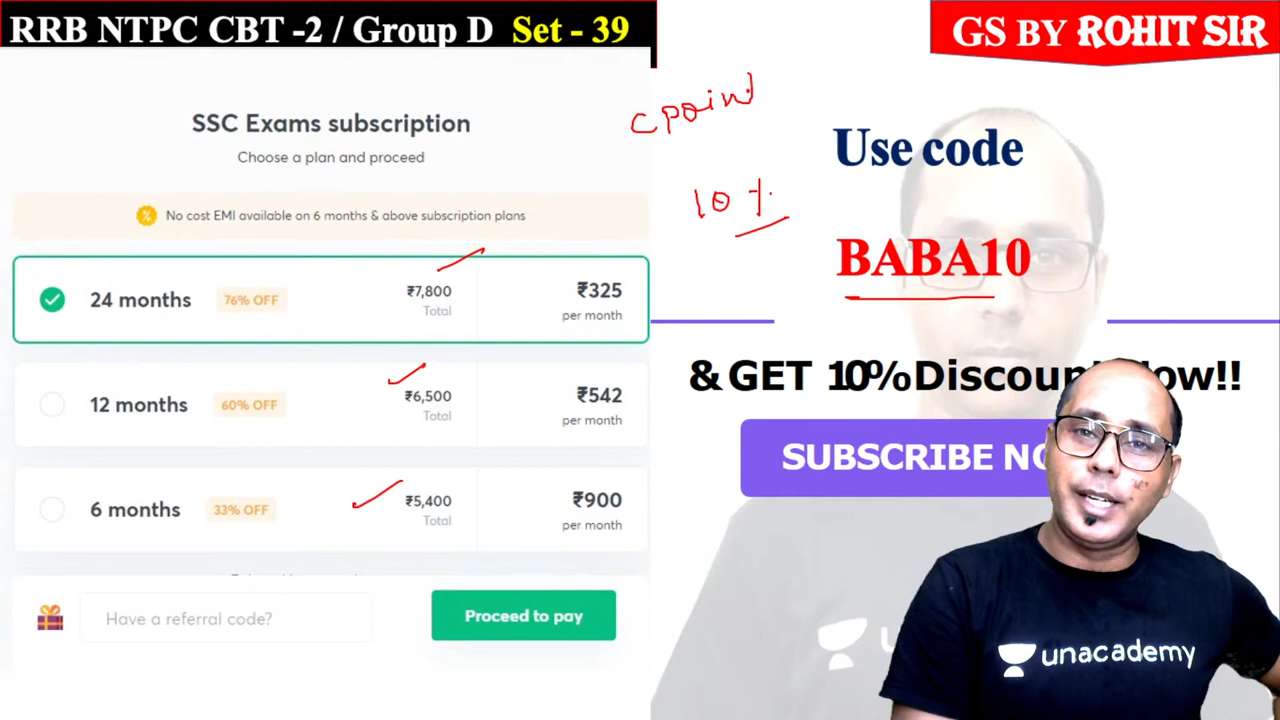 RRB NTPC CBT -2 / Group D Set - 39
GS BY ROHIT SIR
SSC Exams subscription
Choose a plan and proceed
No cost EMI available on 6 months & above subscription plans
24 months 76% OFF ₹7,800 ₹325
Total per month
12 months 60% OFF ₹6,500 ₹542
Total per month
6 months 33% OFF ₹5,400 ₹900
Total per month
Have a referral code? Proceed to pay
C Point
10 %
Use code
BABA10
& GET 10% Discount Now!!
SUBSCRIBE
unacademy